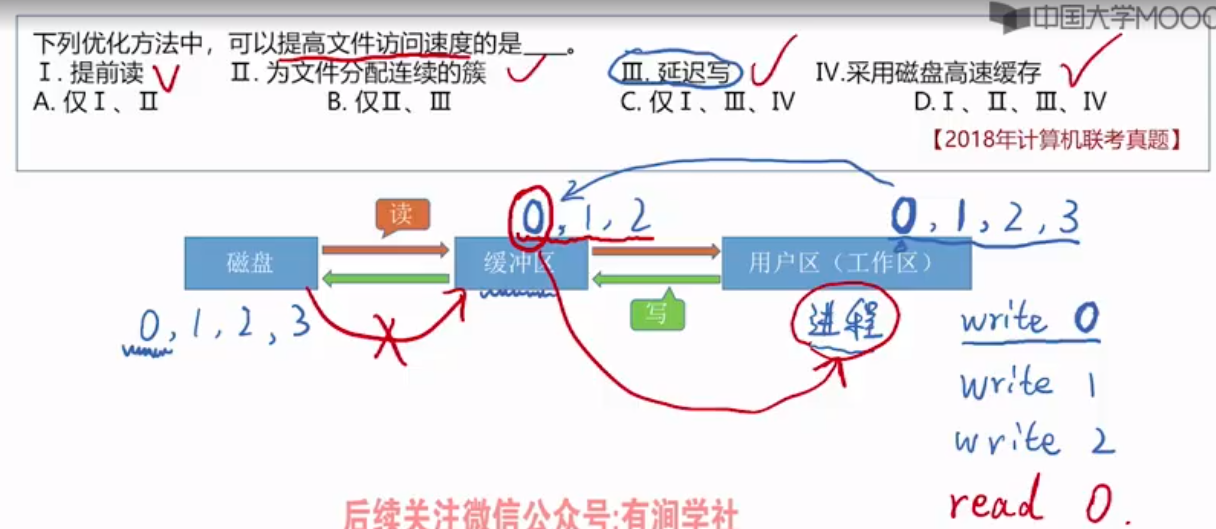 中国大学MOOC
下列优化方法中，可以提高文件访问速度的是____。
Ⅰ. 提前读 Ⅱ. 为文件分配连续的簇 Ⅲ. 延迟写 Ⅳ.采用磁盘高速缓存
A. 仅Ⅰ、Ⅱ B. 仅Ⅱ、Ⅲ C. 仅Ⅰ、Ⅲ、Ⅳ D.Ⅰ、Ⅱ、Ⅲ、Ⅳ
【2018年计算机联考真题】
读 0,1,2 0,1,2,3
磁盘 缓冲区 用户区（工作区）
0,1,2,3 写 进程 write 0
write 1
write 2
read 0.
后续关注微信公众号:有涧学社